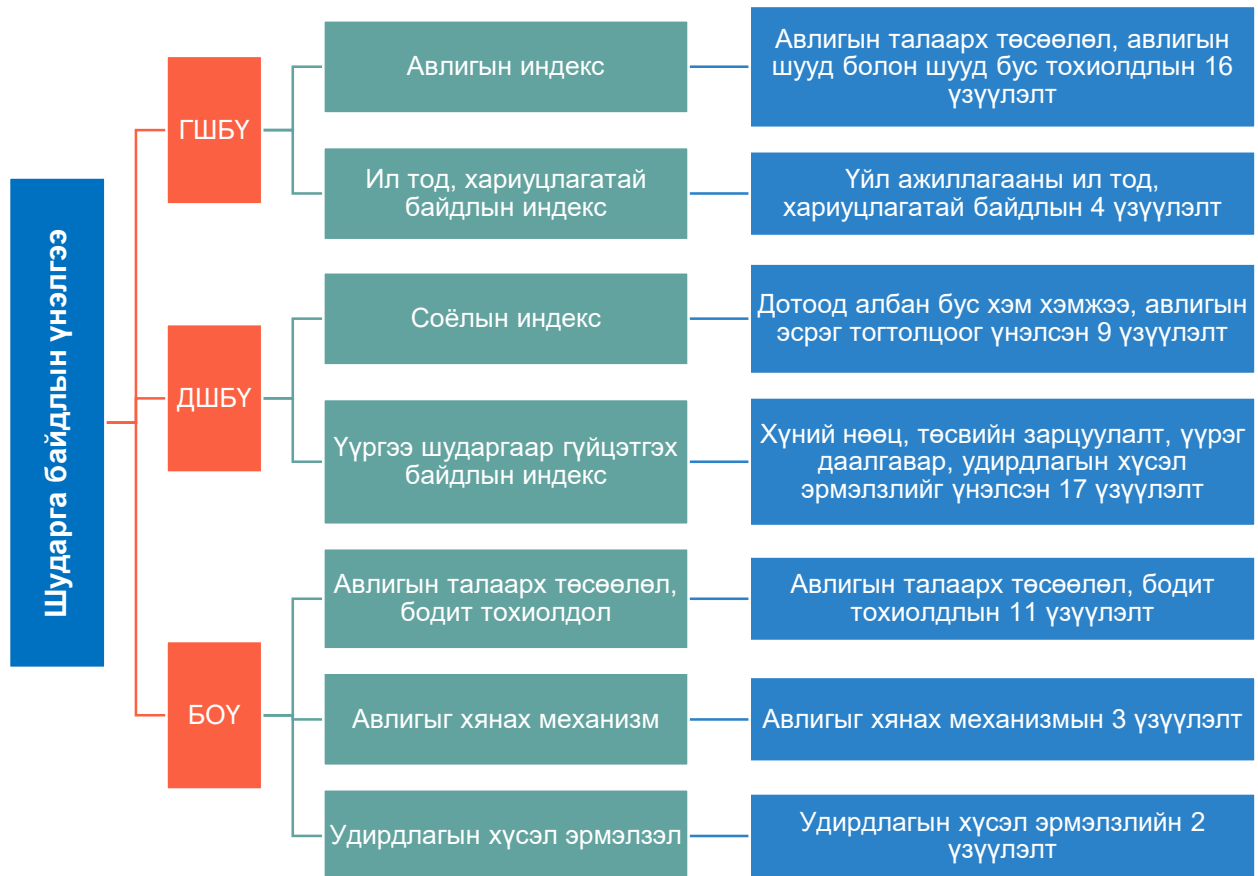 Шударга байдлын үнэлгээ
ГШБҮ
Авлигын индекс
Авлигын талаарх төсөөлөл, авлигын
шууд болон шууд бус тохиолдлын 16
үзүүлэлт
Ил тод, хариуцлагатай
байдлын индекс
Үйл ажиллагааны ил тод,
хариуцлагатай байдлын 4 үзүүлэлт
ДШБҮ
Соёлын индекс
Дотоод албан бус хэм хэмжээ, авлигын
эсрэг тогтолцоог үнэлсэн 9 үзүүлэлт
Үүргээ шударгаар гүйцэтгэх
байдлын индекс
Хүний нөөц, төсвийн зарцуулалт, үүрэг
даалгавар, удирдлагын хүсэл
эрмэлзлийг үнэлсэн 17 үзүүлэлт
БОҮ
Авлигын талаарх төсөөлөл,
бодит тохиолдол
Авлигын талаарх төсөөлөл, бодит
тохиолдлын 11 үзүүлэлт
Авлигыг хянах механизм
Авлигыг хянах механизмын 3 үзүүлэлт
Удирдлагын хүсэл эрмэлзэл
Удирдлагын хүсэл эрмэлзлийн 2
үзүүлэлт